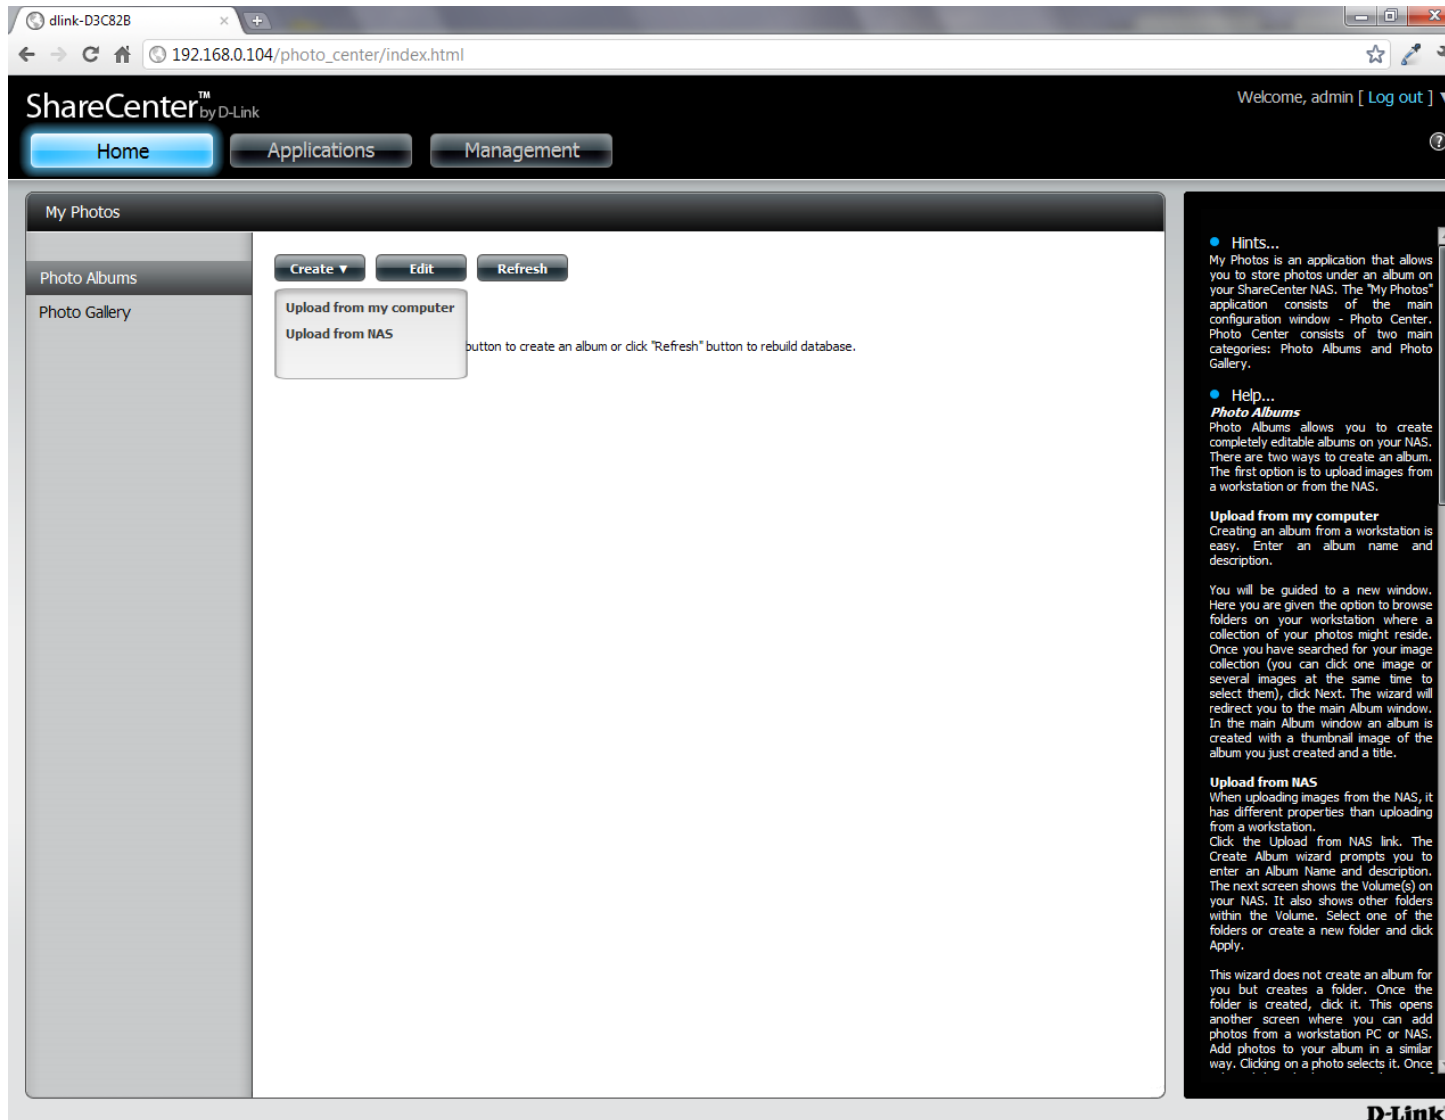 dlink-D3C82B
192.168.0.104/photo_center/index.html
ShareCenter™ by D-Link
Welcome, admin [ Log out ]
Home
Applications
Management
My Photos
Photo Albums
Photo Gallery
Create ▼
Edit
Refresh
Upload from my computer
Upload from NAS
button to create an album or click "Refresh" button to rebuild database.
Hints...
My Photos is an application that allows
you to store photos under an album on
your ShareCenter NAS. The "My Photos"
application consists of the main
configuration window - Photo Center.
Photo Center consists of two main
categories: Photo Albums and Photo
Gallery.
Help...
Photo Albums
Photo Albums allows you to create
completely editable albums on your NAS.
There are two ways to create an album.
The first option is to upload images from
a workstation or from the NAS.
Upload from my computer
Creating an album from a workstation is
easy. Enter an album name and
description.
You will be guided to a new window.
Here you are given the option to browse
folders on your workstation where a
collection of your photos might reside.
Once you have searched for your image
collection (you can click one image or
several images at the same time to
select them), click Next. The wizard will
redirect you to the main Album window.
In the main Album window an album is
created with a thumbnail image of the
album you just created and a title.
Upload from NAS
When uploading images from the NAS, it
has different properties than uploading
from a workstation.
Click the Upload from NAS link. The
Create Album wizard prompts you to
enter an Album Name and description.
The next screen shows the Volume(s) on
your NAS. It also shows other folders
within the Volume. Select one of the
folders or create a new folder and click
Apply.
This wizard does not create an album for
you but creates a folder. Once the
folder is created, click it. This opens
another screen where you can add
photos from a workstation PC or NAS.
Add photos to your album in a similar
way. Clicking on a photo selects it. Once
D-Link